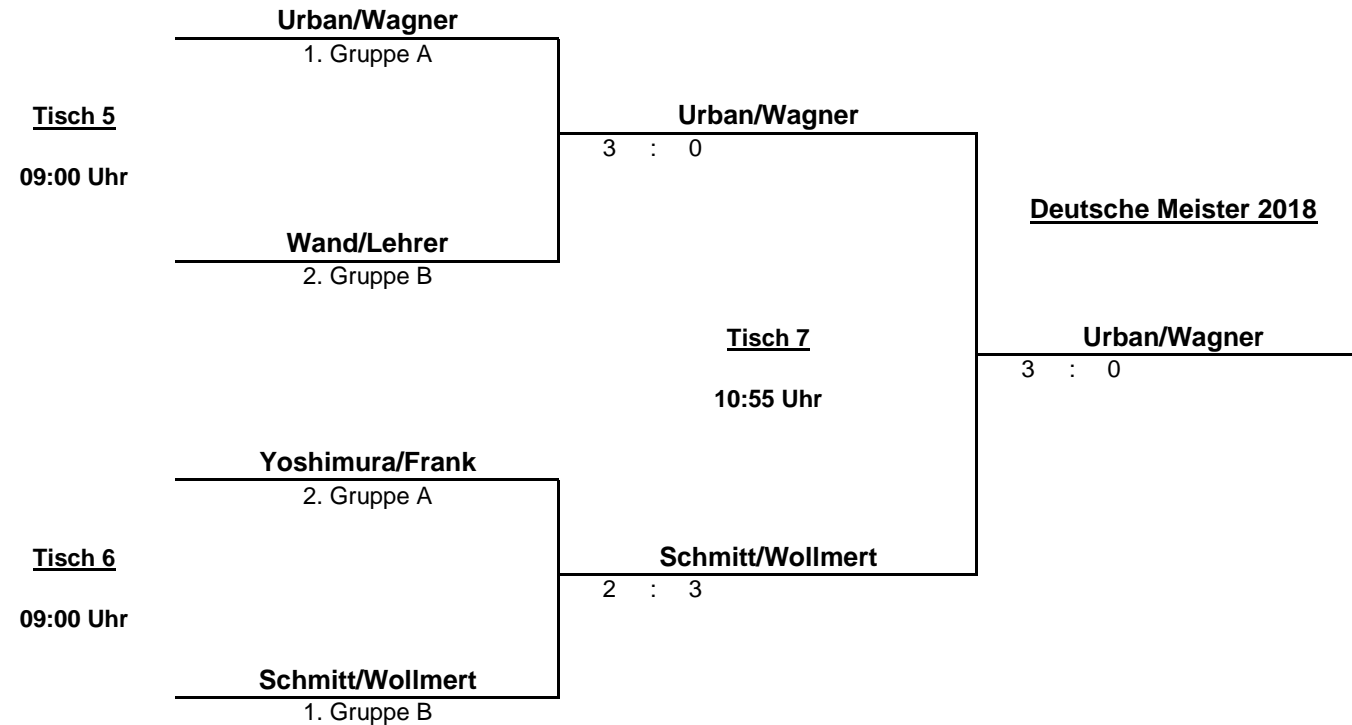 Urban/Wagner
1. Gruppe A
Tisch 5
Urban/Wagner
3 : 0
09:00 Uhr
Deutsche Meister 2018
Wand/Lehrer
2. Gruppe B
Tisch 7
Urban/Wagner
3 : 0
10:55 Uhr
Yoshimura/Frank
2. Gruppe A
Tisch 6
Schmitt/Wollmert
2 : 3
09:00 Uhr
Schmitt/Wollmert
1. Gruppe B